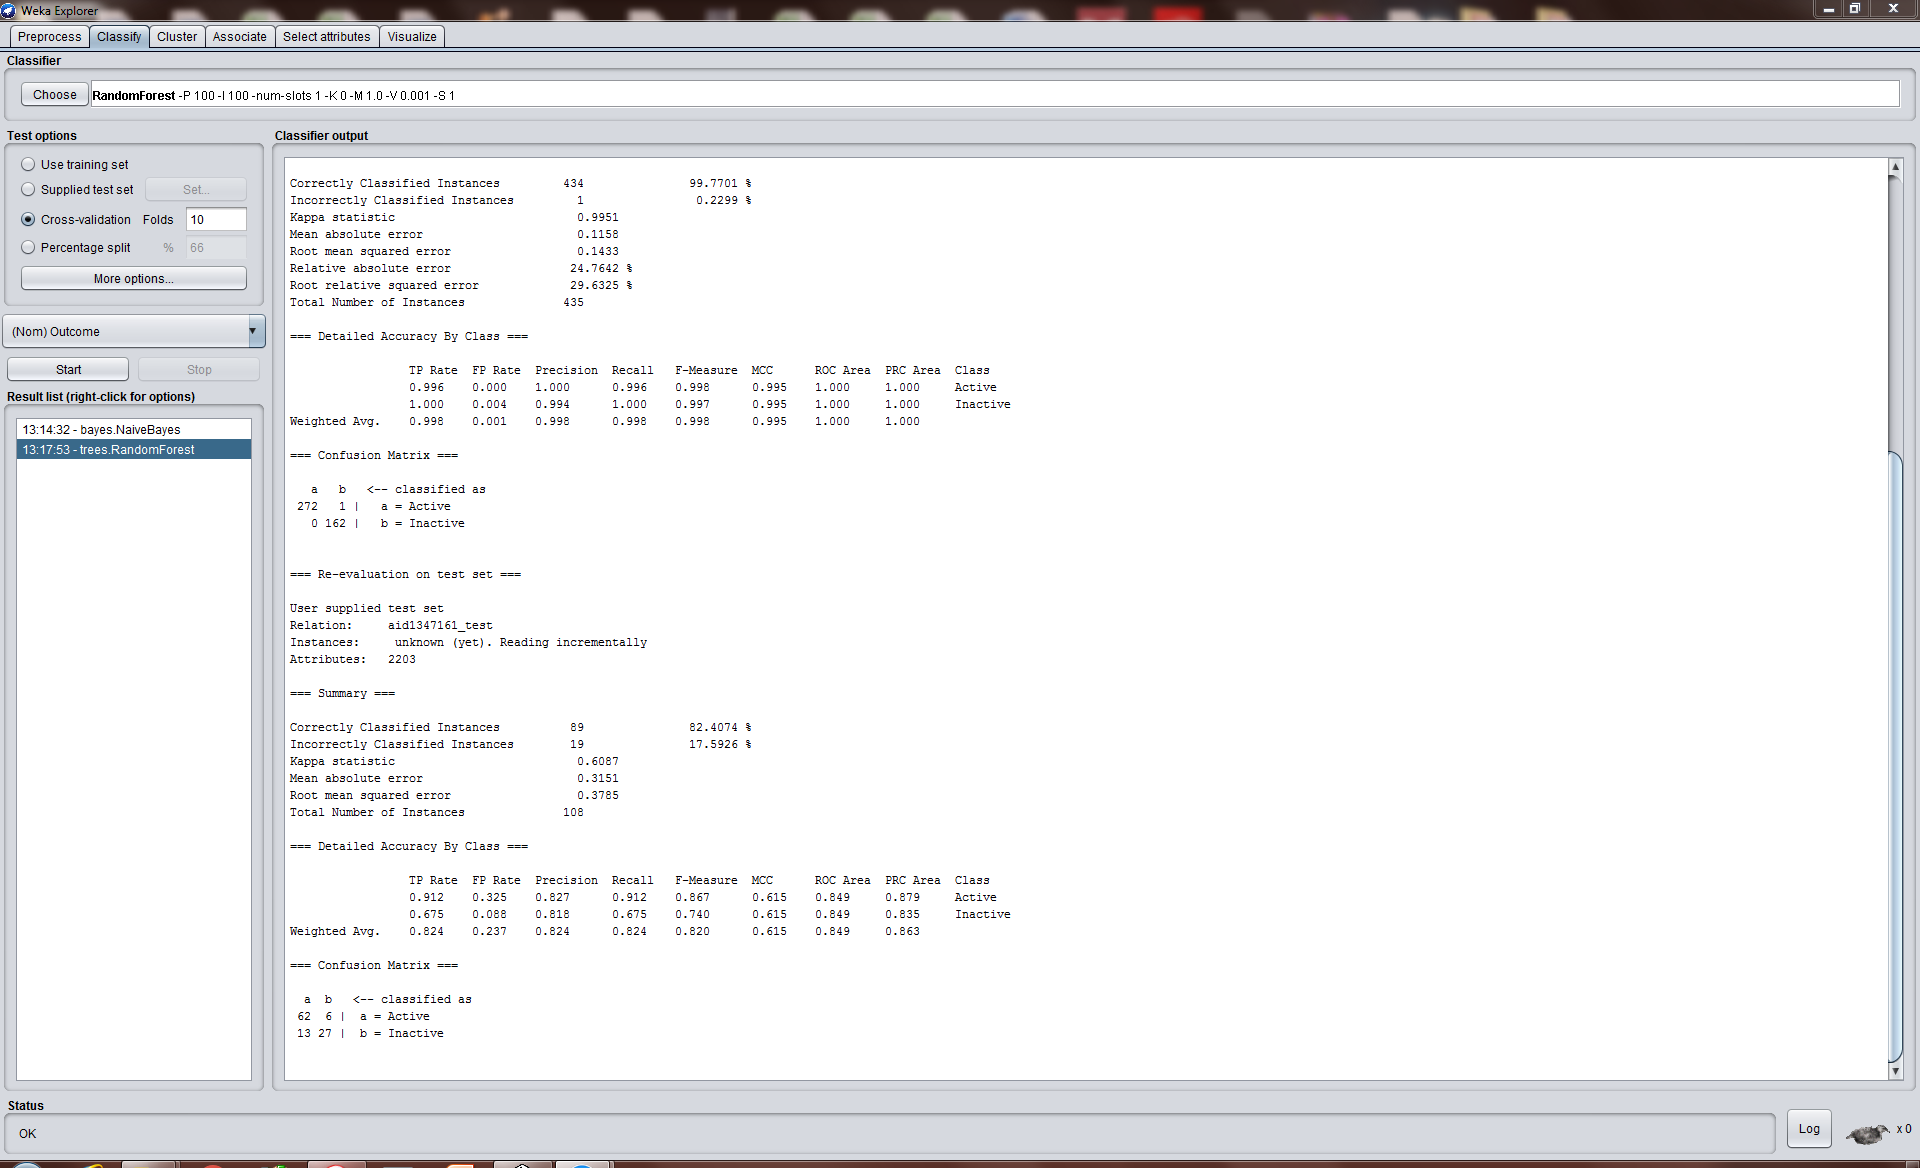 Weka Explorer
Preprocess Classify Cluster Associate Select attributes Visualize
Classifier
Choose RandomForest -P 100 -I 100 -num-slots 1 -K 0 -M 1.0 -V 0.001 -S 1
Test options
Use training set
Supplied test set Set...
Cross-validation Folds 10
Percentage split % 66
More options...
(Nom) Outcome
Start Stop
Result list (right-click for options)
13:14:32 - bayes.NaiveBayes
13:17:53 - trees.RandomForest
Classifier output
Correctly Classified Instances 434 99.7701 %
Incorrectly Classified Instances 1 0.2299 %
Kappa statistic 0.9951
Mean absolute error 0.1158
Root mean squared error 0.1433
Relative absolute error 24.7642 %
Root relative squared error 29.6325 %
Total Number of Instances 435
=== Detailed Accuracy By Class ===
TP Rate FP Rate Precision Recall F-Measure MCC ROC Area PRC Area Class
0.996 0.000 1.000 0.996 0.998 0.995 1.000 1.000 Active
1.000 0.004 0.994 1.000 0.997 0.995 1.000 1.000 Inactive
Weighted Avg. 0.998 0.001 0.998 0.998 0.998 0.995 1.000 1.000
=== Confusion Matrix ===
a b <-- classified as
272 1 | a = Active
0 162 | b = Inactive
=== Re-evaluation on test set ===
User supplied test set
Relation: aid1347161_test
Instances: unknown (yet). Reading incrementally
Attributes: 2203
=== Summary ===
Correctly Classified Instances 89 82.4074 %
Incorrectly Classified Instances 19 17.5926 %
Kappa statistic 0.6087
Mean absolute error 0.3151
Root mean squared error 0.3785
Total Number of Instances 108
=== Detailed Accuracy By Class ===
TP Rate FP Rate Precision Recall F-Measure MCC ROC Area PRC Area Class
0.912 0.325 0.827 0.912 0.867 0.615 0.849 0.879 Active
0.675 0.088 0.818 0.675 0.740 0.615 0.849 0.835 Inactive
Weighted Avg. 0.824 0.237 0.824 0.824 0.820 0.615 0.849 0.863
=== Confusion Matrix ===
a b <-- classified as
62 6 | a = Active
13 27 | b = Inactive
Status
OK
Log x 0